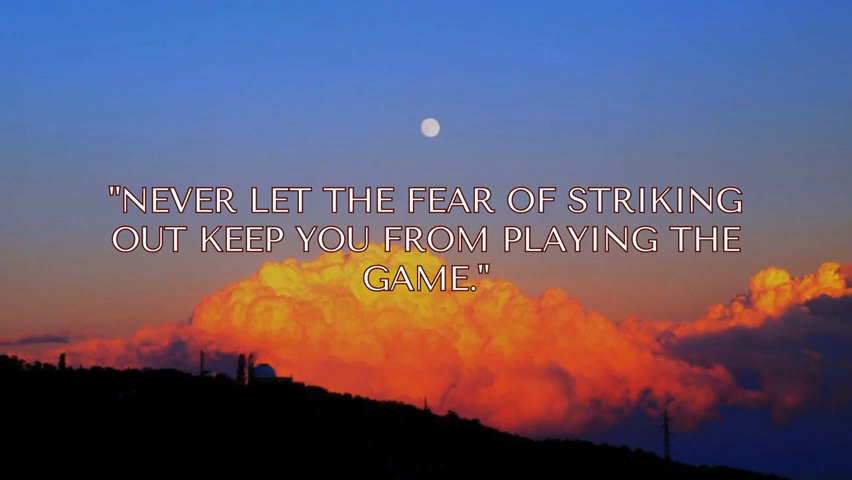 "NEVER LET THE FEAR OF STRIKING
OUT KEEP YOU FROM PLAYING THE
GAME."